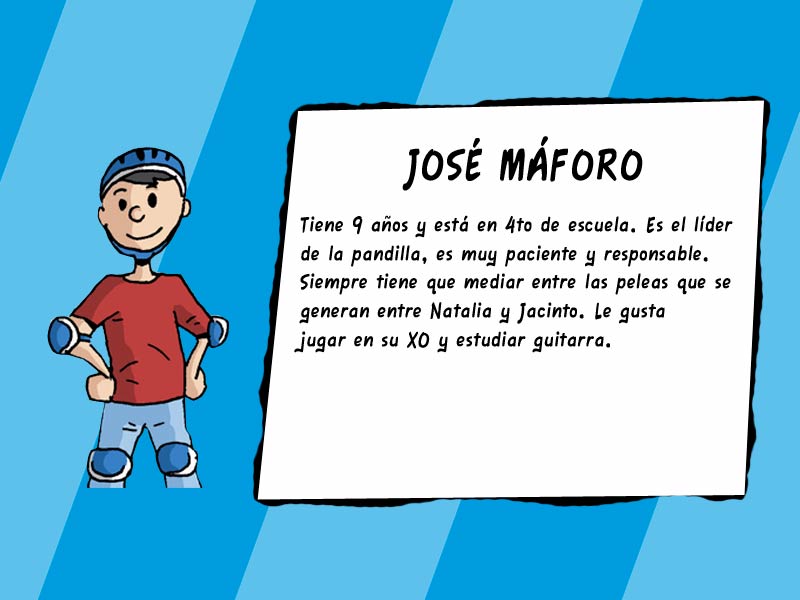 JOSÉ MÁFORO
Tiene 9 años y está en 4to de escuela. Es el líder
de la pandilla, es muy paciente y responsable.
Siempre tiene que mediar entre las peleas que se
generan entre Natalia y Jacinto. Le gusta
jugar en su XO y estudiar guitarra.